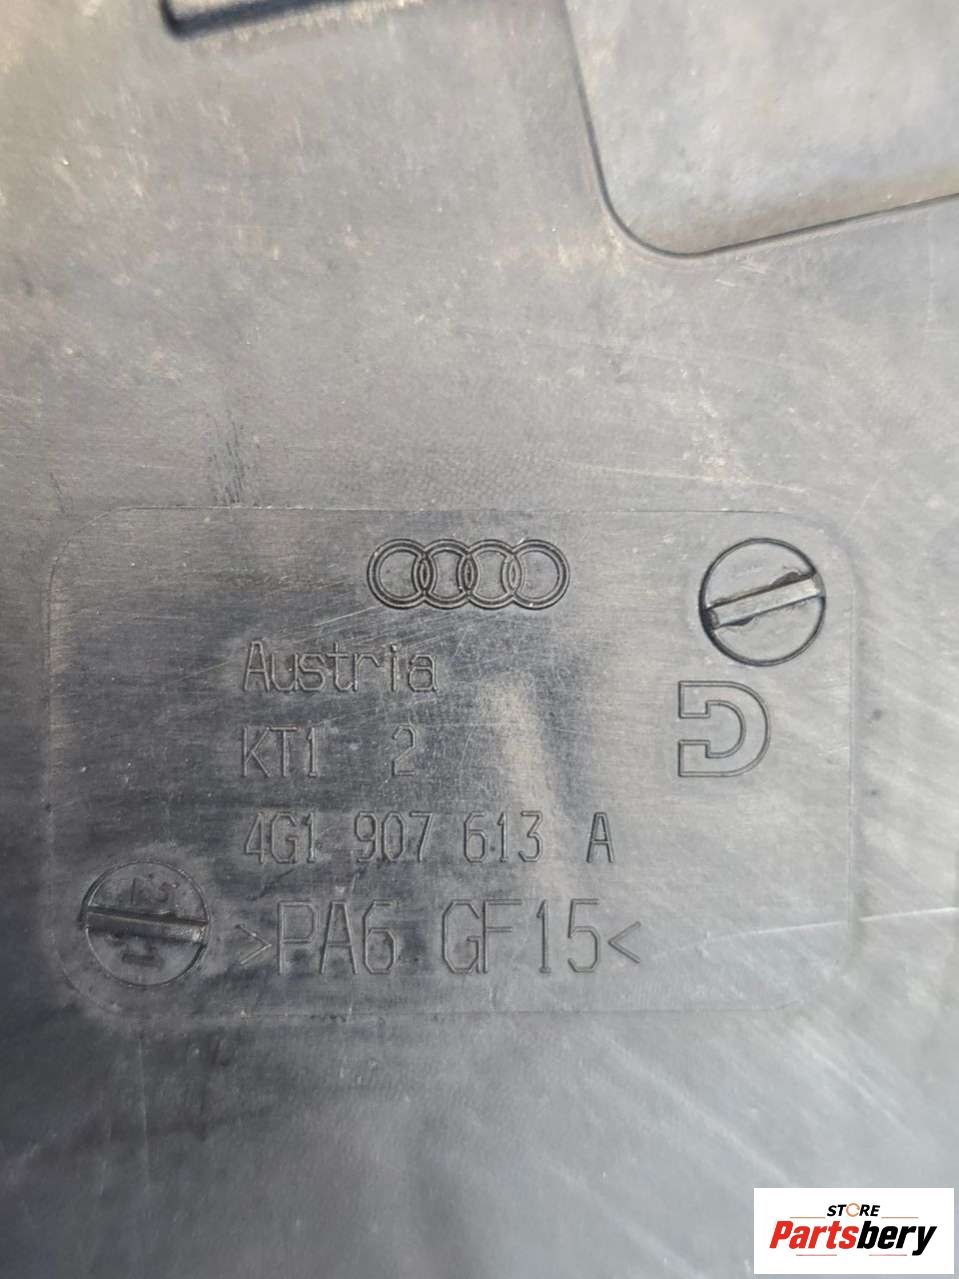 Austria
D
KT1 2
4G1 907 613 A
>PA6 GF15<
STORE
Partsbery